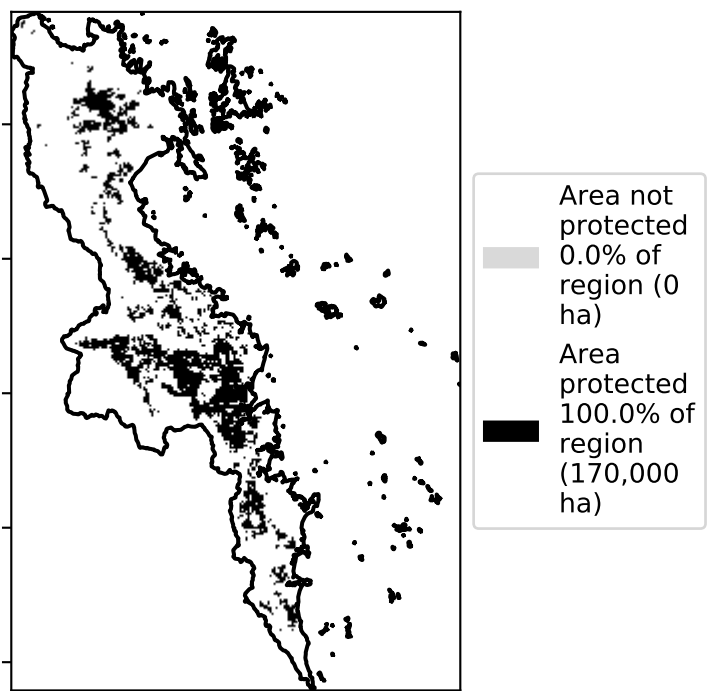 Area not
protected
0.0% of
region (0
ha)
Area
protected
100.0% of
region
(170,000
ha)